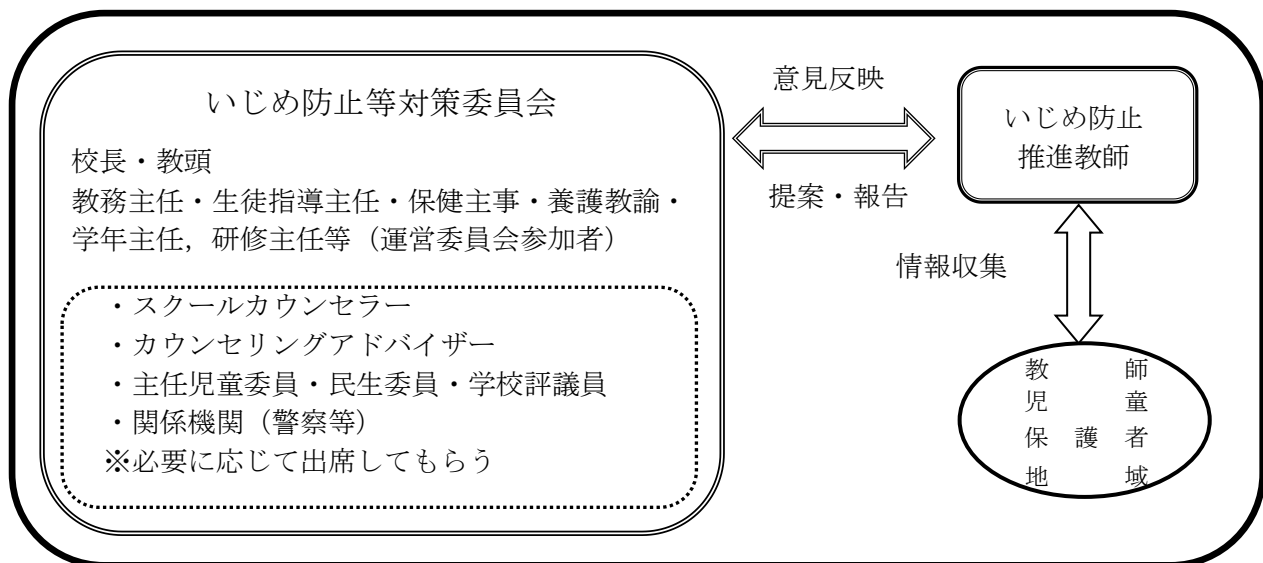 いじめ防止等対策委員会
校長・教頭
教務主任・生徒指導主任・保健主事・養護教諭・
学年主任，研修主任等（運営委員会参加者）
・スクールカウンセラー
・カウンセリングアドバイザー
・主任児童委員・民生委員・学校評議員
・関係機関（警察等）
※必要に応じて出席してもらう
意見反映
提案・報告
いじめ防止
推進教師
情報収集
教師
児童
保護者
地域